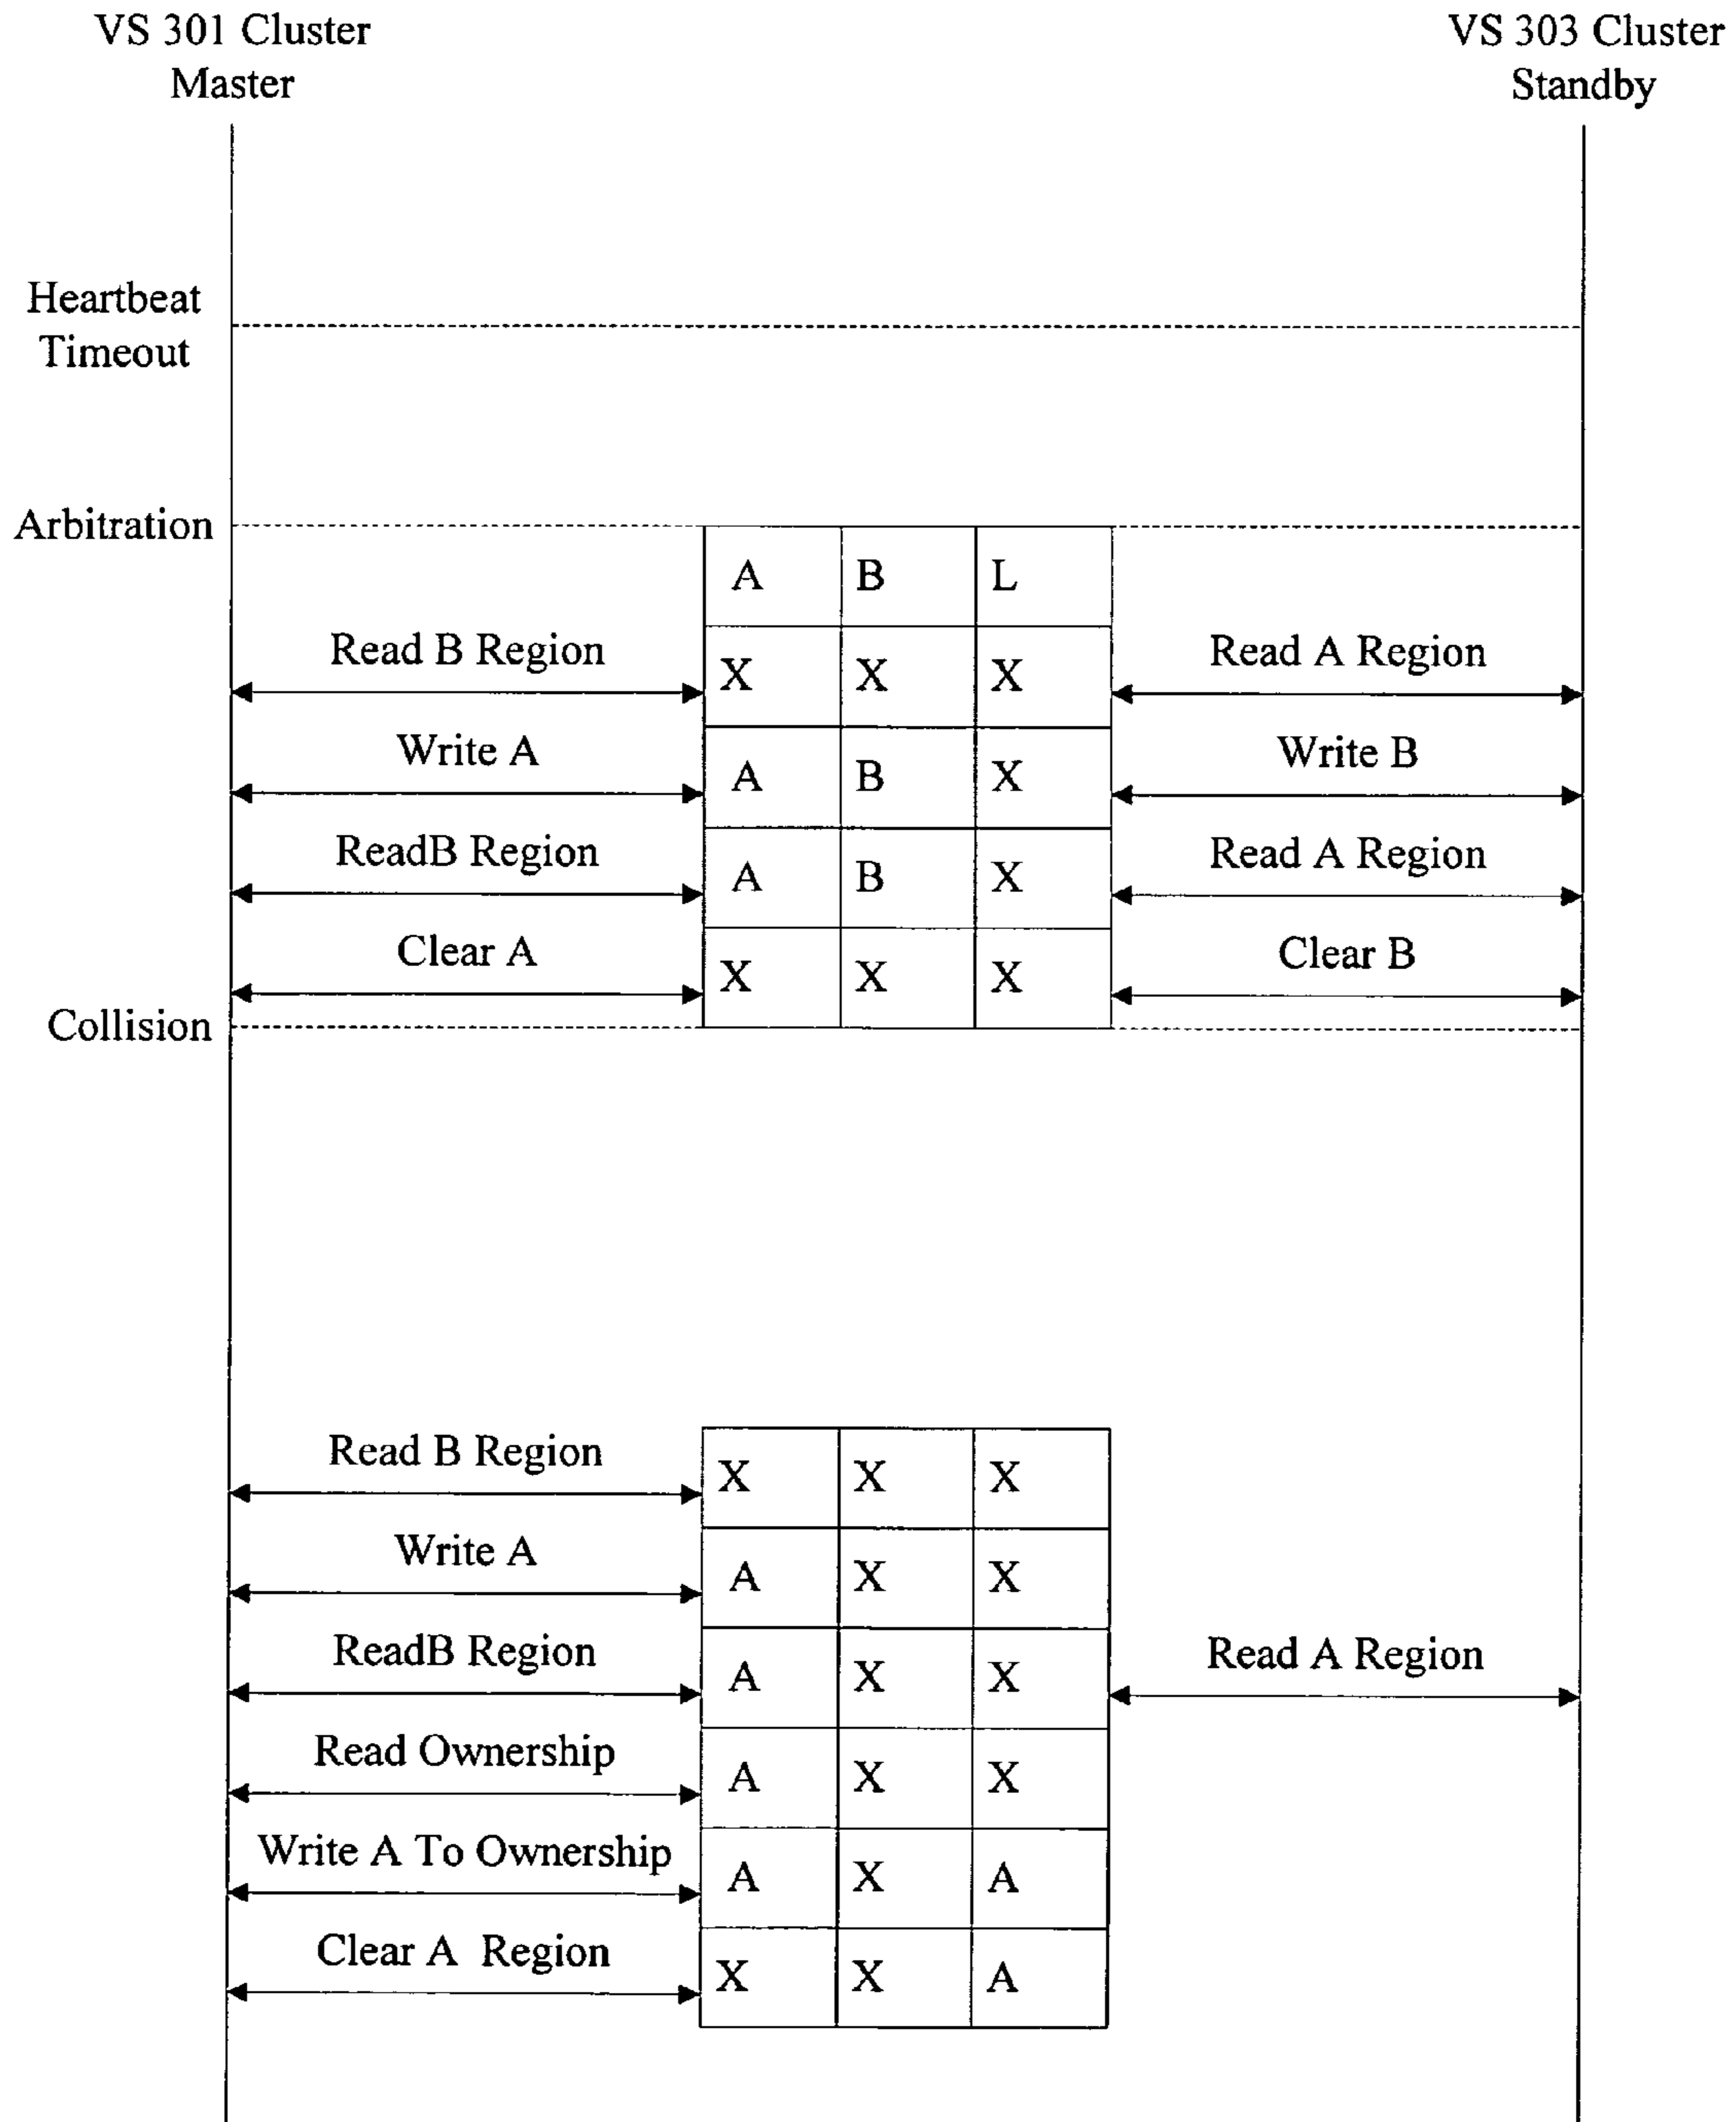 VS 301 Cluster
Master
VS 303 Cluster
Standby
Heartbeat
Timeout
Arbitration
A B L
Read B Region
X X X
Read A Region
Write A
A B X
Write B
ReadB Region
A B X
Read A Region
Clear A
X X X
Clear B
Collision
Read B Region
X X X
Write A
A X X
ReadB Region
A X X
Read A Region
Read Ownership
A X X
Write A To Ownership
A X A
Clear A Region
X X A